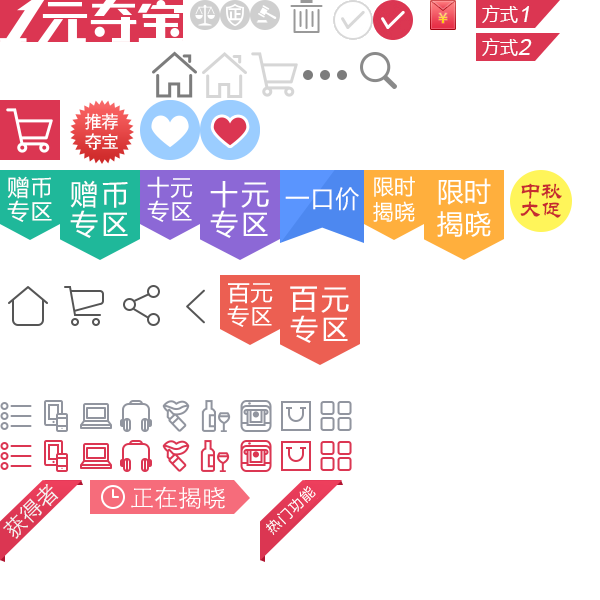 1元夺宝
证
¥
方式1
方式2
推荐
夺宝
赠币
专区
赠币
专区
十元
专区
十元
专区
一口价
限时
揭晓
限时
揭晓
中秋
大促
百元
专区
百元
专区
获得者
正在揭晓
热门功能